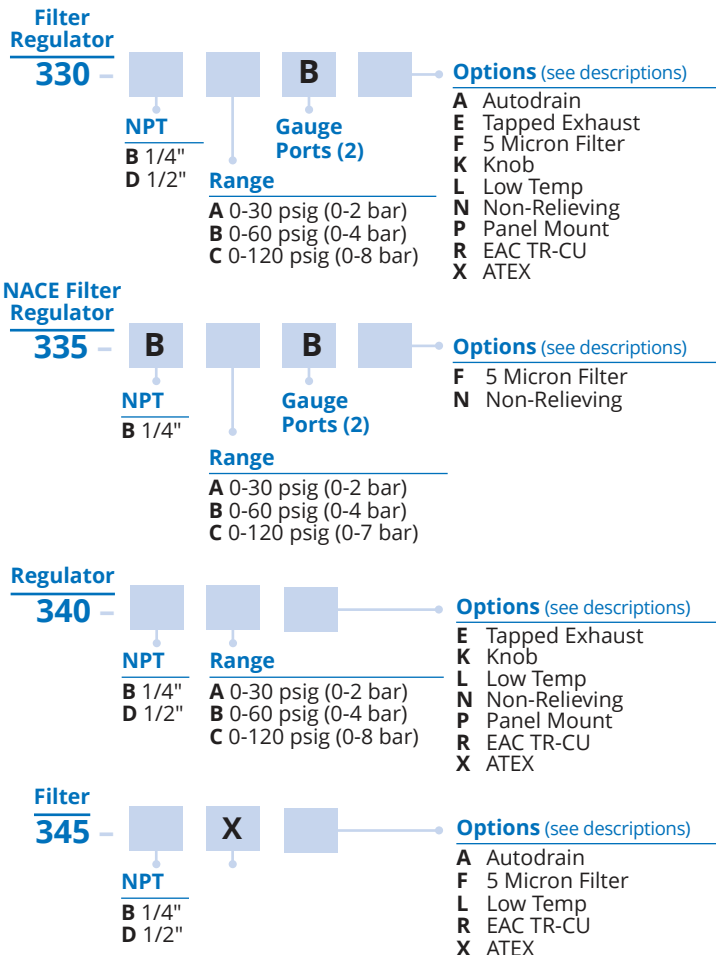 Filter
Regulator
330 –
B
NPT
B 1/4"
D 1/2"
Gauge
Ports (2)
Range
A 0-30 psig (0-2 bar)
B 0-60 psig (0-4 bar)
C 0-120 psig (0-8 bar)
Options (see descriptions)
A Autodrain
E Tapped Exhaust
F 5 Micron Filter
K Knob
L Low Temp
N Non-Relieving
P Panel Mount
R EAC TR-CU
X ATEX
NACE Filter
Regulator
335 – B B
NPT
B 1/4"
Gauge
Ports (2)
Range
A 0-30 psig (0-2 bar)
B 0-60 psig (0-4 bar)
C 0-120 psig (0-7 bar)
Options (see descriptions)
F 5 Micron Filter
N Non-Relieving
Regulator
340 –
NPT
B 1/4"
D 1/2"
Range
A 0-30 psig (0-2 bar)
B 0-60 psig (0-4 bar)
C 0-120 psig (0-8 bar)
Options (see descriptions)
E Tapped Exhaust
K Knob
L Low Temp
N Non-Relieving
P Panel Mount
R EAC TR-CU
X ATEX
Filter
345 – X
NPT
B 1/4"
D 1/2"
Options (see descriptions)
A Autodrain
F 5 Micron Filter
L Low Temp
R EAC TR-CU
X ATEX